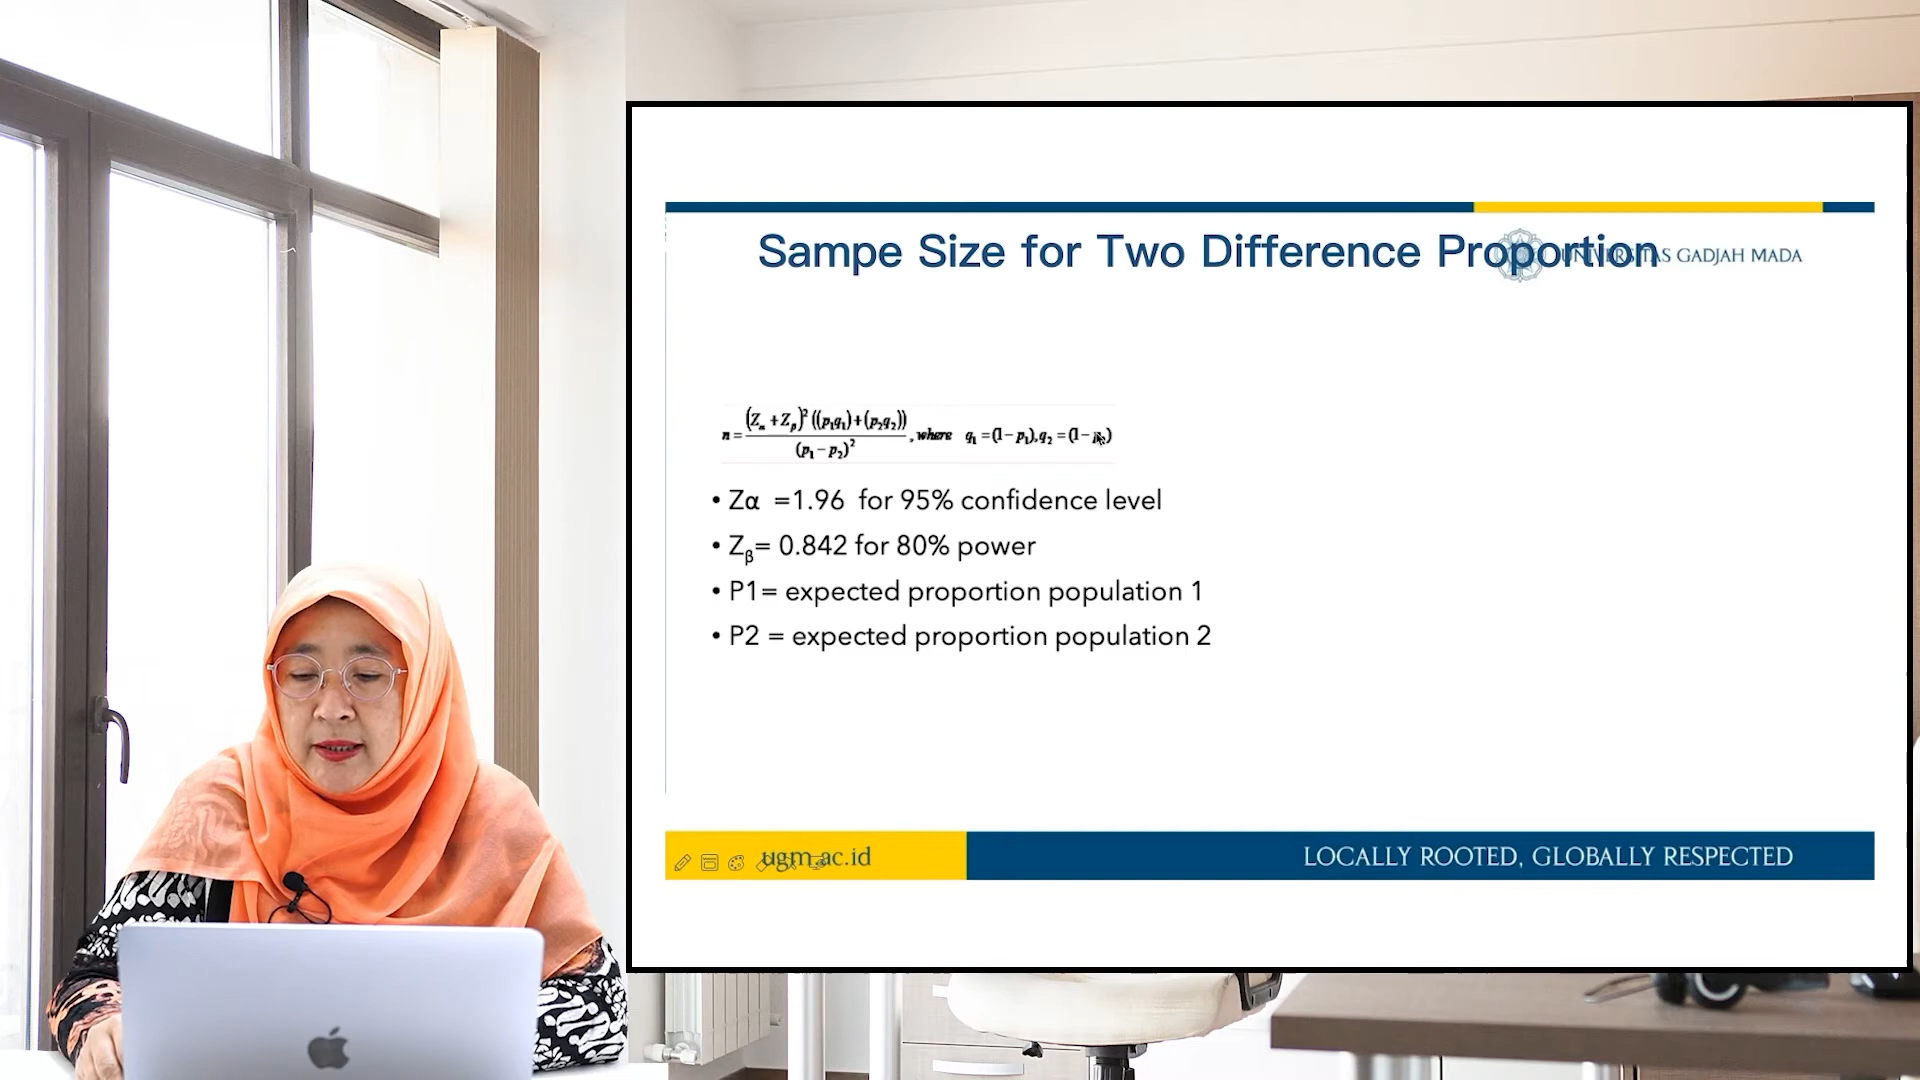 Sampe Size for Two Difference Proportion
UNIVERSITAS GADJAH MADA
n = (Zα + Zβ)² ((p₁q₁)+(p₂q₂)) / (p₁ − p₂)² , where q₁ = (1− p₁), q₂ = (1− p₂)
• Zα =1.96 for 95% confidence level
• Zβ= 0.842 for 80% power
• P1= expected proportion population 1
• P2 = expected proportion population 2
ugm.ac.id
LOCALLY ROOTED, GLOBALLY RESPECTED